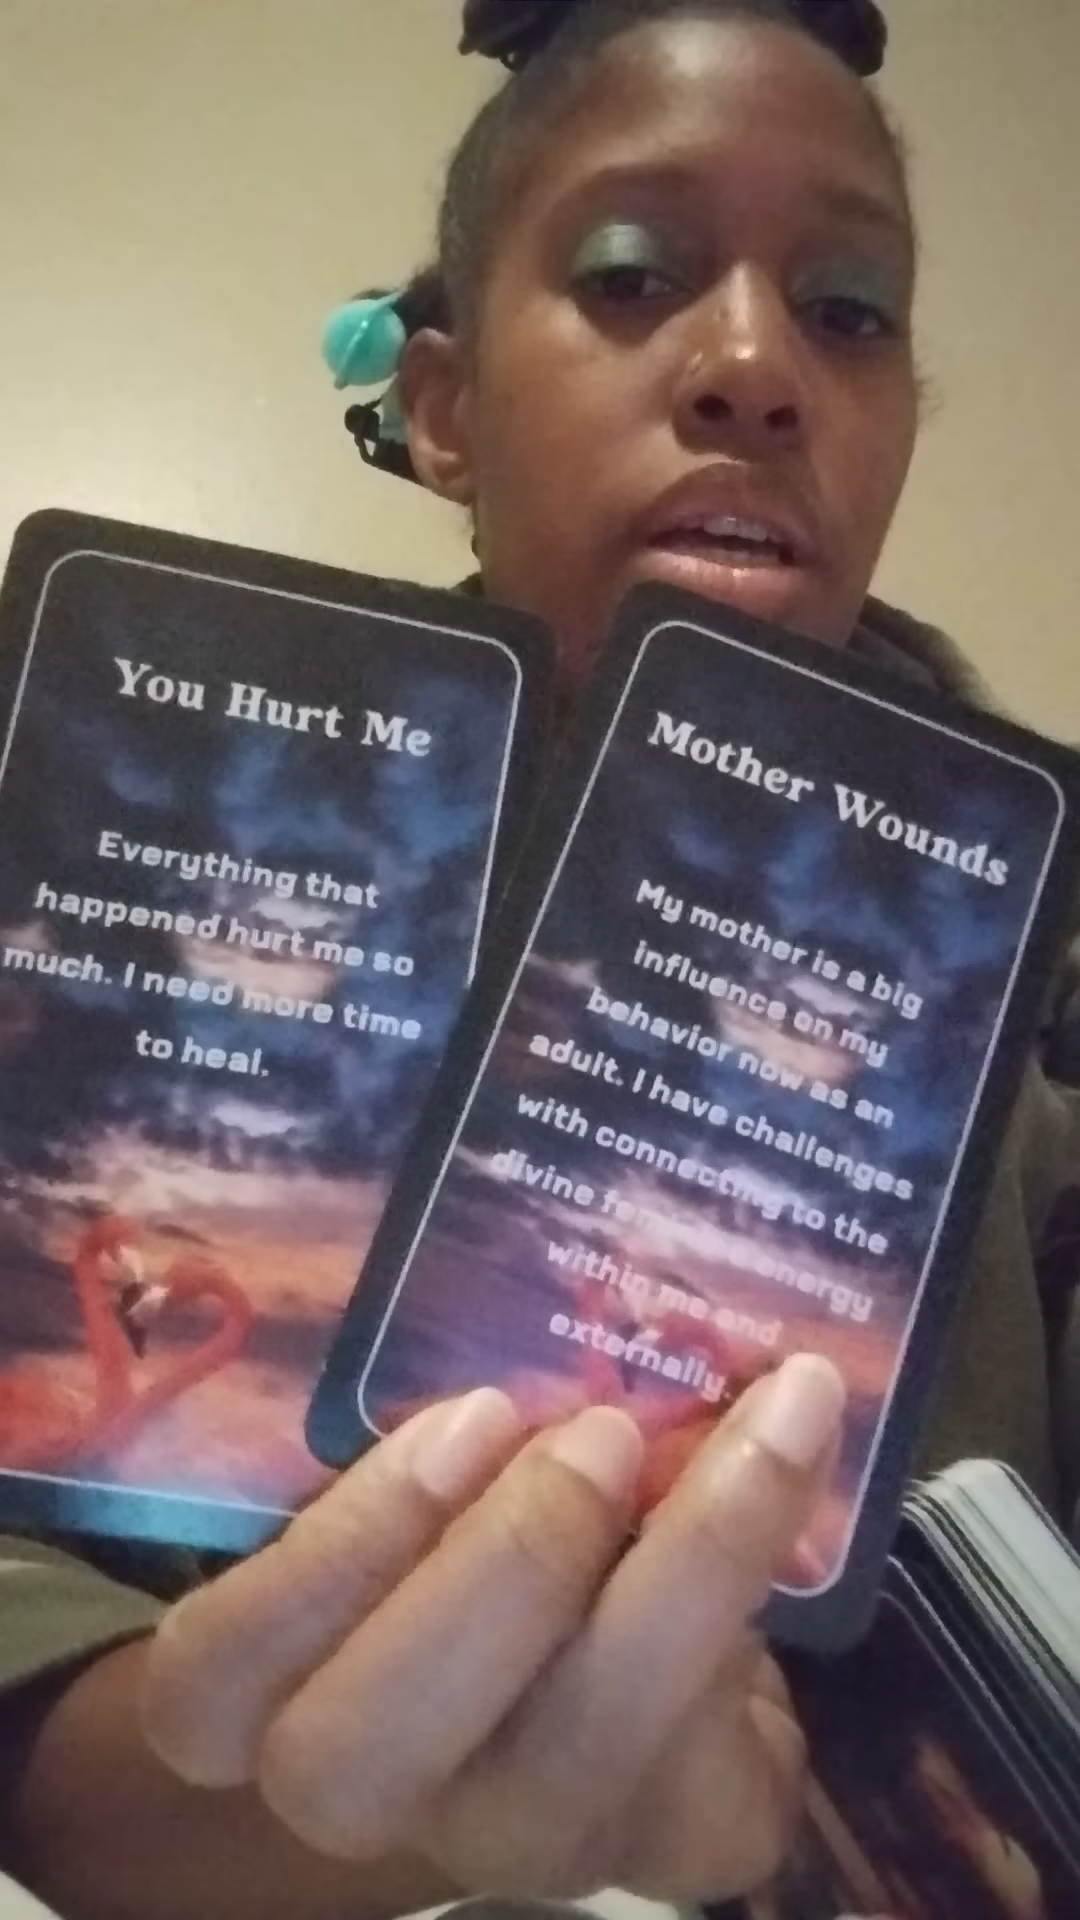 You Hurt Me
Everything that
happened hurt me so
much. I need more time
to heal.
Mother Wounds
My mother is a big
influence on my
behavior now as an
adult. I have challenges
with connecting to the
divine feminine energy
within me and
externally.